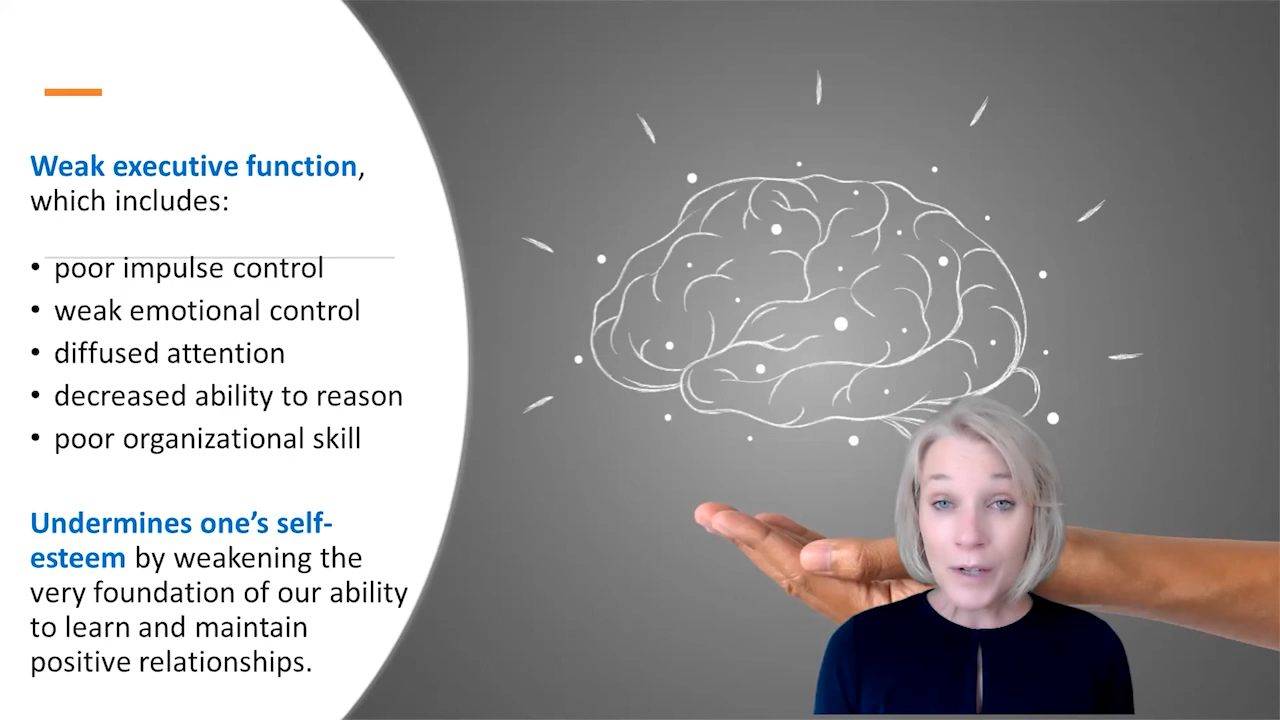 Weak executive function,
which includes:
• poor impulse control
• weak emotional control
• diffused attention
• decreased ability to reason
• poor organizational skill
Undermines one’s self-
esteem by weakening the
very foundation of our ability
to learn and maintain
positive relationships.